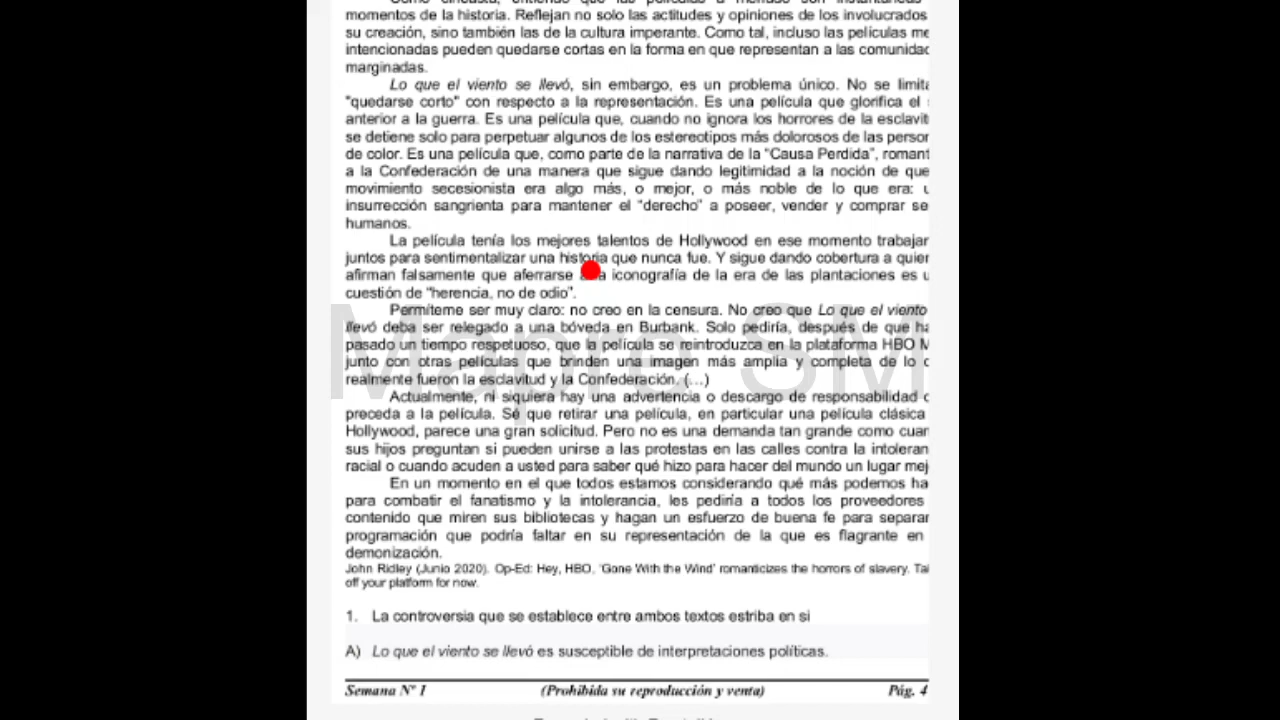 Como cineasta, entiendo que las películas a menudo son instantáneas
momentos de la historia. Reflejan no solo las actitudes y opiniones de los involucrados
su creación, sino también las de la cultura imperante. Como tal, incluso las películas
intencionadas pueden quedarse cortas en la forma en que representan a las comunidad
marginadas.
Lo que el viento se llevó, sin embargo, es un problema único. No se limita
"quedarse corto" con respecto a la representación. Es una película que glorifica el
anterior a la guerra. Es una película que, cuando no ignora los horrores de la esclavit
se detiene solo para perpetuar algunos de los estereotipos más dolorosos de las person
de color. Es una película que, como parte de la narrativa de la "Causa Perdida", romant
a la Confederación de una manera que sigue dando legitimidad a la noción de que
movimiento secesionista era algo más, o mejor, o más noble de lo que era:
insurrección sangrienta para mantener el "derecho" a poseer, vender y comprar se
humanos.
La película tenía los mejores talentos de Hollywood en ese momento trabajan
juntos para sentimentalizar una historia que nunca fue. Y sigue dando cobertura a quien
afirman falsamente que aferrarse a la iconografía de la era de las plantaciones es u
cuestión de "herencia, no de odio".
Permíteme ser muy claro: no creo en la censura. No creo que Lo que el viento
llevó deba ser relegado a una bóveda en Burbank. Solo pediría, después de que ha
pasado un tiempo respetuoso, que la película se reintroduzca en la plataforma HBO M
junto con otras películas que brinden una imagen más amplia y completa de lo
realmente fueron la esclavitud y la Confederación. (...)
Actualmente, ni siquiera hay una advertencia o descargo de responsabilidad
preceda a la película. Sé que retirar una película, en particular una película clásica
Hollywood, parece una gran solicitud. Pero no es una demanda tan grande como cuan
sus hijos preguntan si pueden unirse a las protestas en las calles contra la intoleran
racial o cuando acuden a usted para saber qué hizo para hacer del mundo un lugar mej
En un momento en el que todos estamos considerando qué más podemos ha
para combatir el fanatismo y la intolerancia, les pediría a todos los proveedores
contenido que miren sus bibliotecas y hagan un esfuerzo de buena fe para separar
programación que podría faltar en su representación de la que es flagrante en
demonización.
John Ridley (Junio 2020). Op-Ed: Hey, HBO, 'Gone With the Wind' romanticizes the horrors of slavery. Ta
off your platform for now.
1. La controversia que se establece entre ambos textos estriba en si
A) Lo que el viento se llevó es susceptible de interpretaciones políticas.
Semana Nº 1 (Prohibida su reproducción y venta) Pág. 4